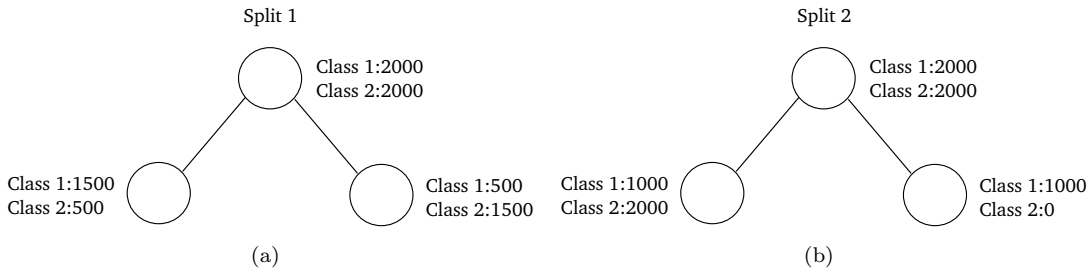 Split 1
Class 1:2000
Class 2:2000
Class 1:1500
Class 2:500
Class 1:500
Class 2:1500
(a)
Split 2
Class 1:2000
Class 2:2000
Class 1:1000
Class 2:2000
Class 1:1000
Class 2:0
(b)